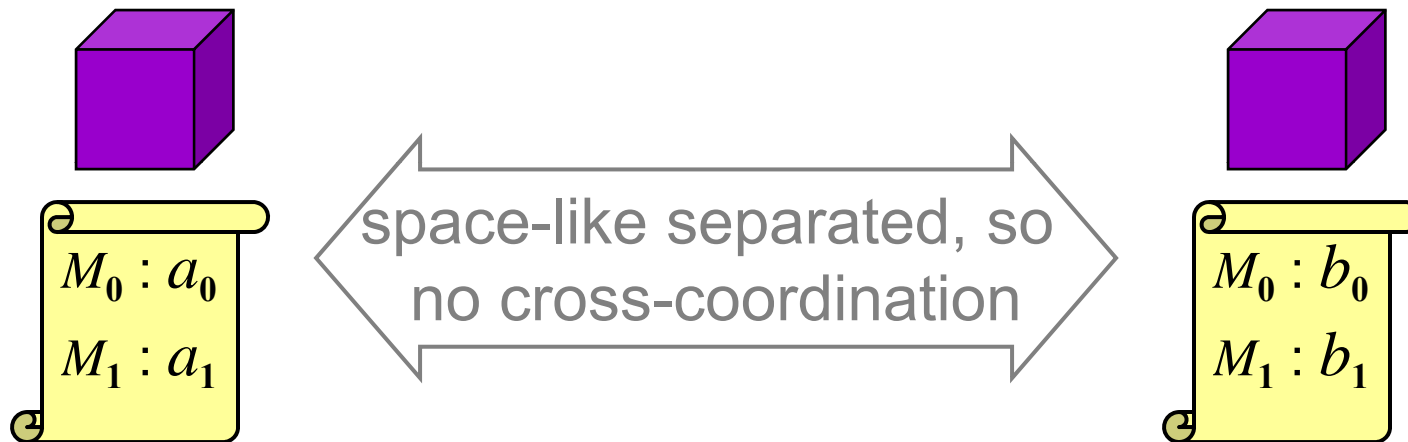 M₀ : a₀
M₁ : a₁
space-like separated, so
no cross-coordination
M₀ : b₀
M₁ : b₁